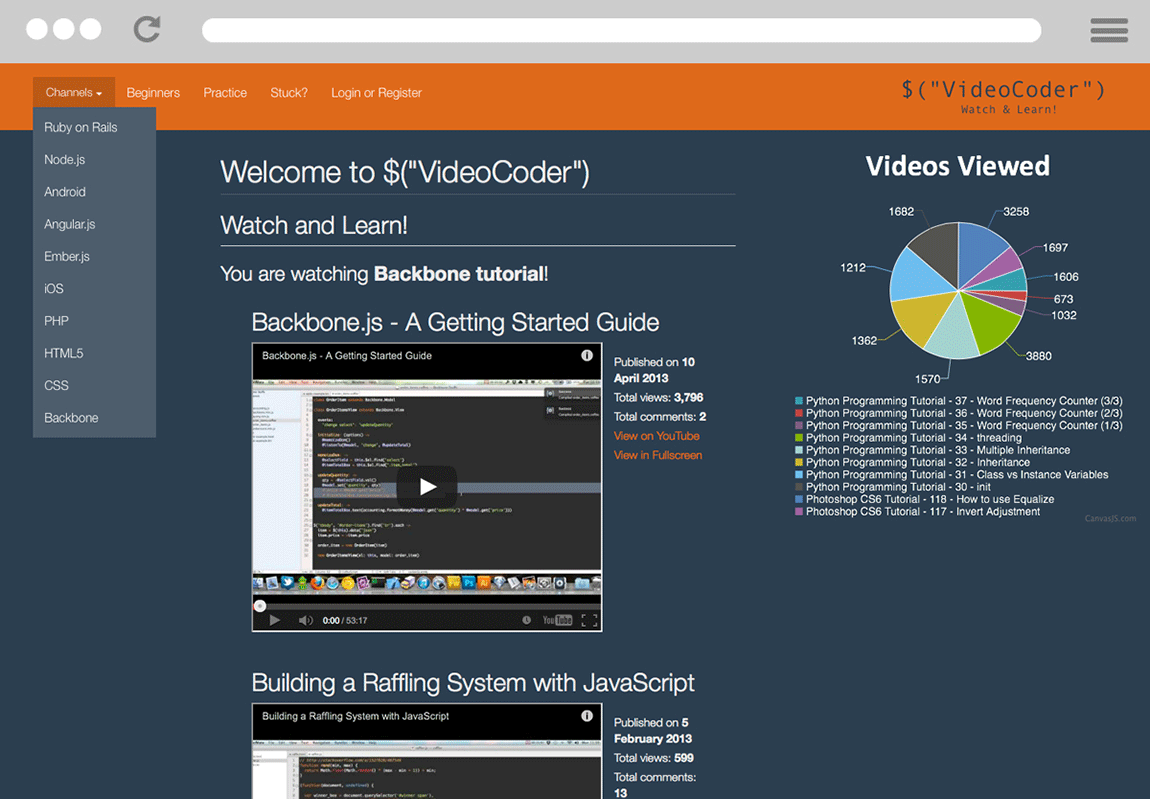 Channels
Beginners
Practice
Stuck?
Login or Register
$("VideoCoder")
Watch & Learn!
Ruby on Rails
Node.js
Android
Angular.js
Ember.js
iOS
PHP
HTML5
CSS
Backbone
Welcome to $("VideoCoder")
Watch and Learn!
You are watching Backbone tutorial!
Backbone.js - A Getting Started Guide
Backbone.js - A Getting Started Guide
Published on 10
April 2013
Total views: 3,796
Total comments: 2
View on YouTube
View in Fullscreen
0:00 / 53:17
YouTube
Building a Raffling System with JavaScript
Building a Raffling System with JavaScript
Published on 5
February 2013
Total views: 599
Total comments:
13
Videos Viewed
1682
3258
1697
1212
1606
673
1032
1362
3880
1570
Python Programming Tutorial - 37 - Word Frequency Counter (3/3)
Python Programming Tutorial - 36 - Word Frequency Counter (2/3)
Python Programming Tutorial - 35 - Word Frequency Counter (1/3)
Python Programming Tutorial - 34 - threading
Python Programming Tutorial - 33 - Multiple Inheritance
Python Programming Tutorial - 32 - Inheritance
Python Programming Tutorial - 31 - Class vs Instance Variables
Python Programming Tutorial - 30 - init
Photoshop CS6 Tutorial - 118 - How to use Equalize
Photoshop CS6 Tutorial - 117 - Invert Adjustment
CanvasJS.com